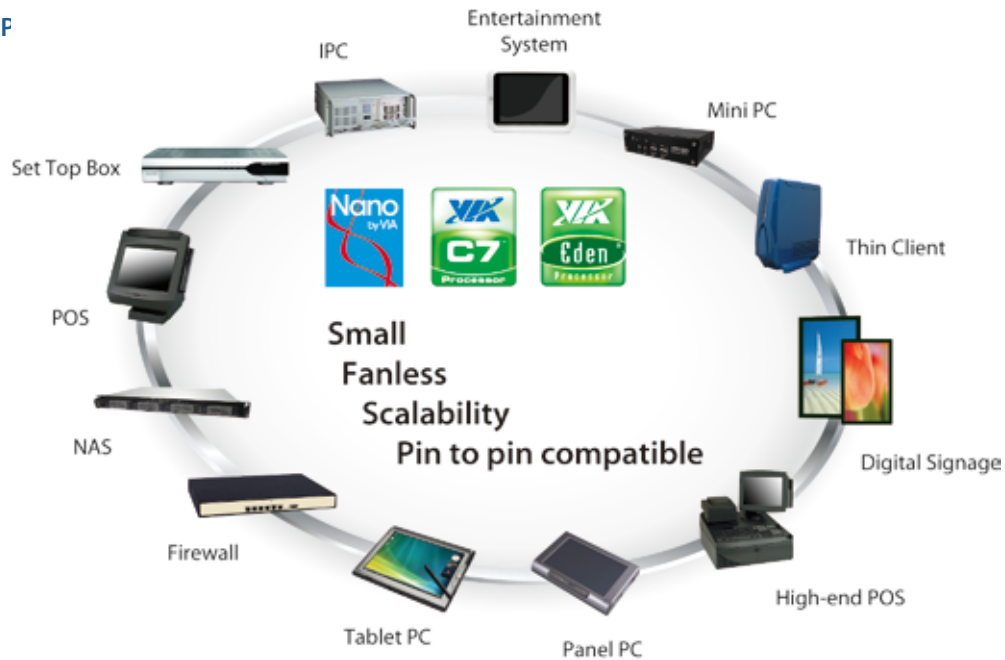 P
Entertainment
System
IPC
Mini PC
Set Top Box
Nano
by VIA
VIA
C7
Processor
VIA
Eden
Processor
Thin Client
POS
Small
Fanless
Scalability
Pin to pin compatible
NAS
Digital Signage
Firewall
High-end POS
Tablet PC
Panel PC